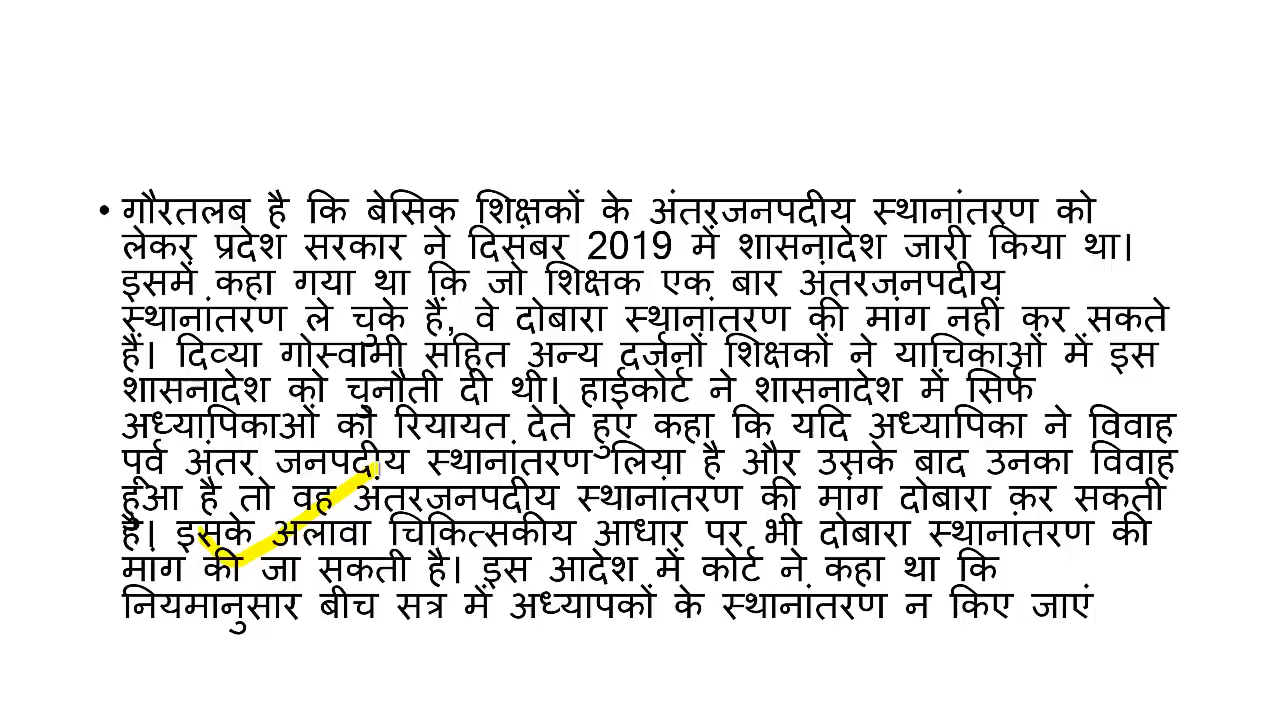 • गौरतलब है कि बेसिक शिक्षकों के अंतरजनपदीय स्थानांतरण को
लेकर प्रदेश सरकार ने दिसंबर 2019 में शासनादेश जारी किया था।
इसमें कहा गया था कि जो शिक्षक एक बार अंतरजनपदीय
स्थानांतरण ले चुके हैं, वे दोबारा स्थानांतरण की मांग नहीं कर सकते
हैं। दिव्या गोस्वामी सहित अन्य दर्जनों शिक्षकों ने याचिकाओं में इस
शासनादेश को चुनौती दी थी। हाईकोर्ट ने शासनादेश में सिर्फ
अध्यापिकाओं को रियायत देते हुए कहा कि यदि अध्यापिका ने विवाह
पूर्व अंतर जनपदीय स्थानांतरण लिया है और उसके बाद उनका विवाह
हुआ है तो वह अंतरजनपदीय स्थानांतरण की मांग दोबारा कर सकती
है। इसके अलावा चिकित्सकीय आधार पर भी दोबारा स्थानांतरण की
मांग की जा सकती है। इस आदेश में कोर्ट ने कहा था कि
नियमानुसार बीच सत्र में अध्यापकों के स्थानांतरण न किए जाएं